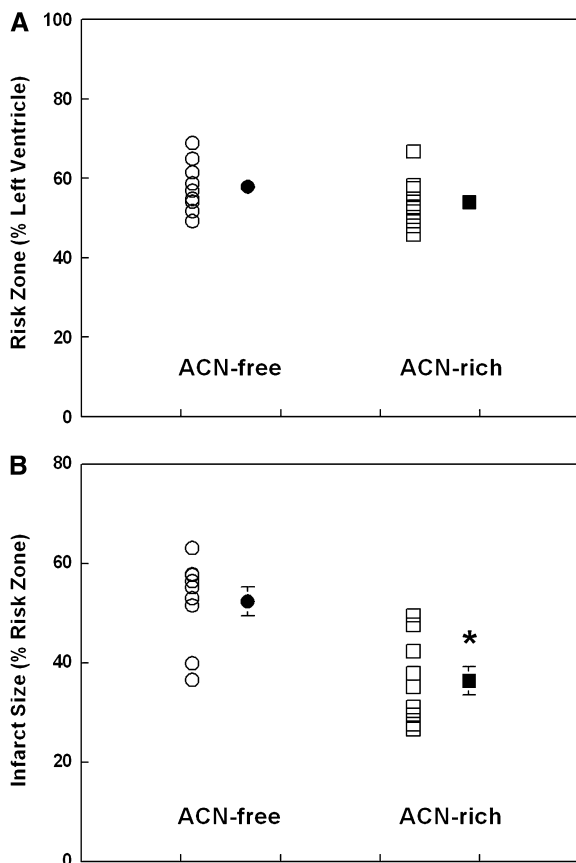 A
Risk Zone (% Left Ventricle)
100
80
60
40
20
0
ACN-free
ACN-rich
B
Infarct Size (% Risk Zone)
80
60
40
20
0
*
ACN-free
ACN-rich